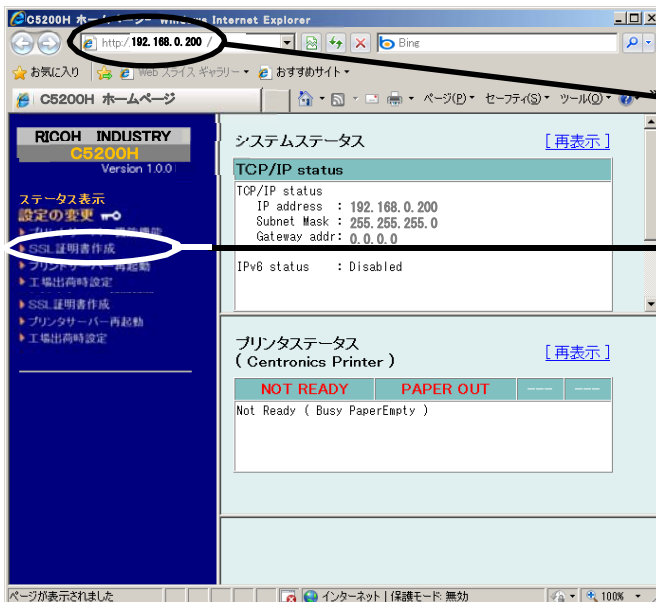 C5200H ホームページ- Windows Internet Explorer
http://192.168.0.200 /
Bing
お気に入り Web スライス ギャラリー おすすめサイト
C5200H ホームページ
ページ(P) セーフティ(S) ツール(O)
RICOH INDUSTRY
C5200H
Version 1.0.0
ステータス表示
設定の変更
SSL証明書作成
プリントサーバー再起動
工場出荷時設定
SSL証明書作成
プリンタサーバー再起動
工場出荷時設定
システムステータス [ 再表示 ]
TCP/IP status
TCP/IP status
IP address : 192.168.0.200
Subnet Mask : 255.255.255.0
Gateway addr: 0.0.0.0
IPv6 status : Disabled
プリンタステータス
( Centronics Printer ) [ 再表示 ]
NOT READY PAPER OUT --- ---
Not Ready ( Busy PaperEmpty )
ページが表示されました インターネット | 保護モード: 無効 100%